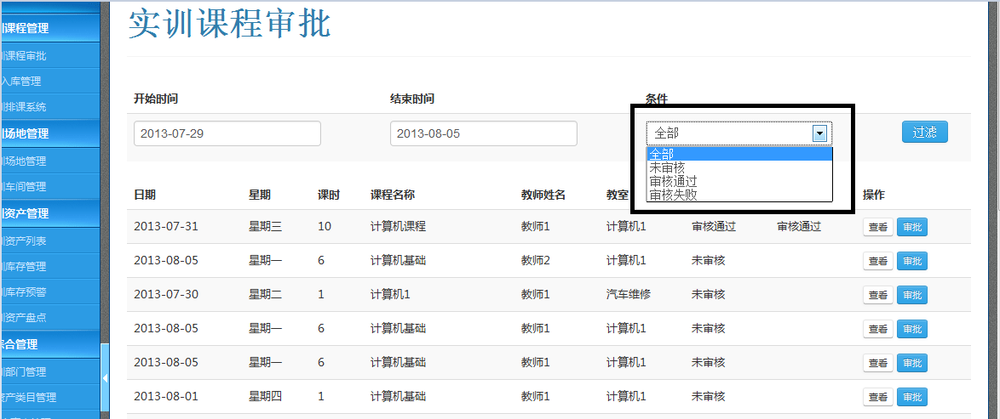 实训课程审批
训课程管理
训课程审批
入库管理
训排课系统
训场地管理
训场地管理
训车间管理
训资产管理
训资产列表
训库存管理
训库存预警
训资产盘点
综合管理
训部门管理
资产类目管理
开始时间 结束时间 条件
2013-07-29 2013-08-05 全部 过滤
全部
未审核
审核通过
审核失败
日期 星期 课时 课程名称 教师姓名 教室 操作
2013-07-31 星期三 10 计算机课程 教师1 计算机1 审核通过 审核通过 查看 审批
2013-08-05 星期一 6 计算机基础 教师2 计算机1 未审核 查看 审批
2013-07-30 星期二 1 计算机1 教师1 汽车维修 未审核 查看 审批
2013-08-05 星期一 6 计算机基础 教师1 计算机1 未审核 查看 审批
2013-08-05 星期一 6 计算机基础 教师1 计算机1 未审核 查看 审批
2013-08-01 星期四 1 计算机基础 教师1 计算机1 未审核 查看 审批